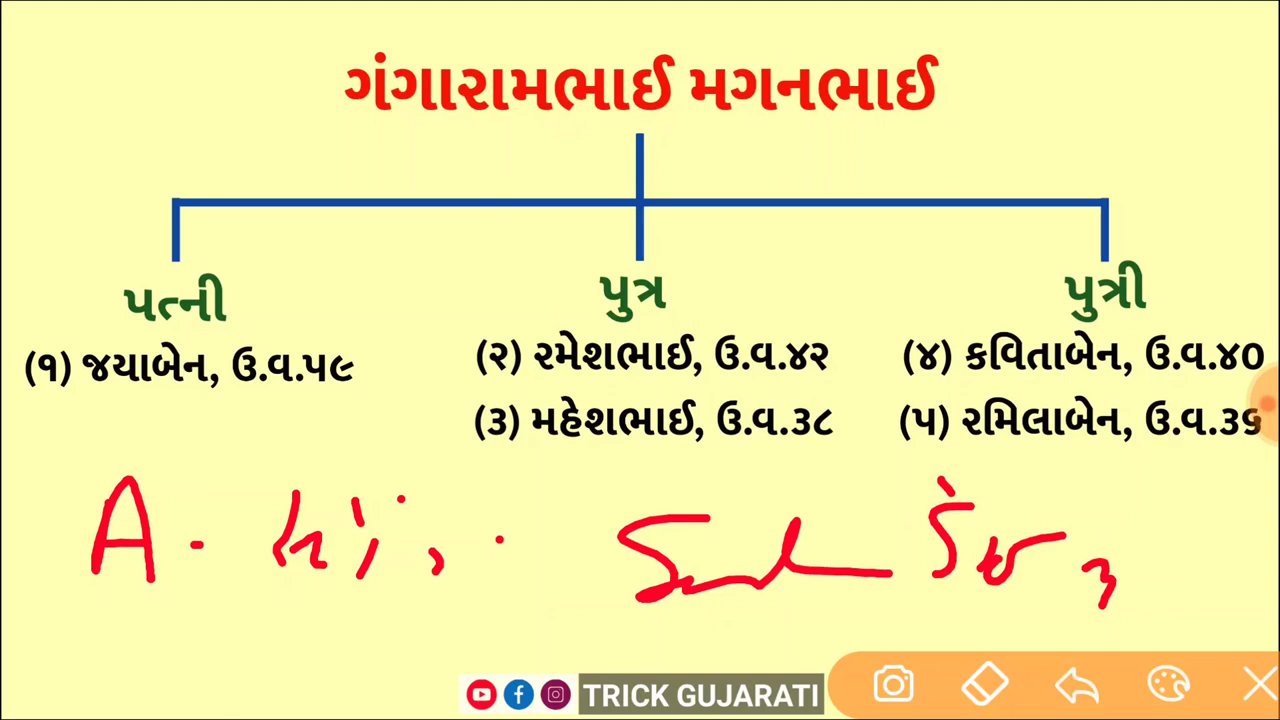 ગંગારામભાઈ મગનભાઈ
પત્ની
પુત્ર
પુત્રી
(૧) જયાબેન, ઉ.વ.૫૯
(૨) રમેશભાઈ, ઉ.વ.૪૨
(૩) મહેશભાઈ, ઉ.વ.૩૮
(૪) કવિતાબેન, ઉ.વ.૪૦
(૫) રમિલાબેન, ઉ.વ.૩૬
A.
TRICK GUJARATI